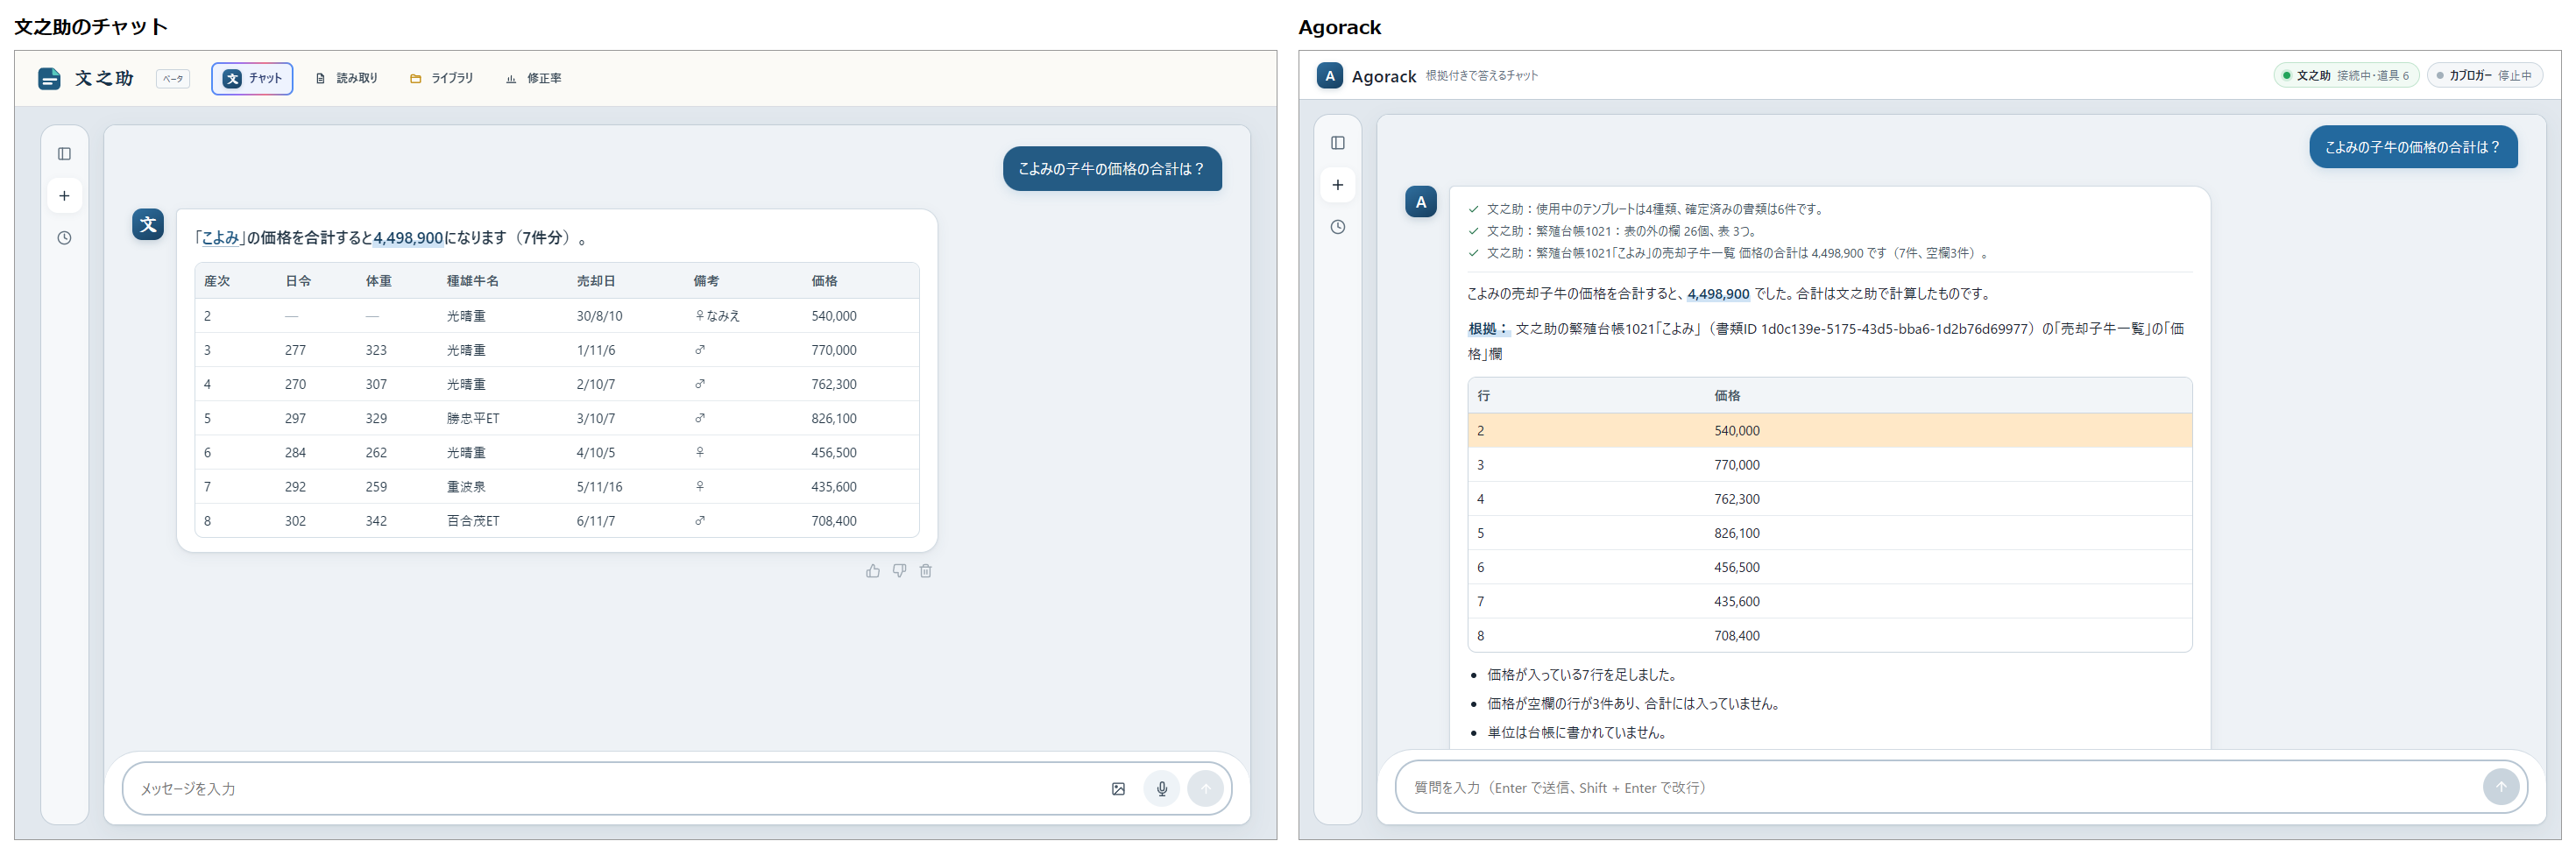 文之助のチャット
文之助 ベータ 文 チャット 読み取り ライブラリ 修正率
こよみの子牛の価格の合計は？
文
「こよみ」の価格を合計すると4,498,900になります（7件分）。
産次 日令 体重 種雄牛名 売却日 備考 価格
2 — — 光晴重 30/8/10 ♀なみえ 540,000
3 277 323 光晴重 1/11/6 ♂ 770,000
4 270 307 光晴重 2/10/7 ♂ 762,300
5 297 329 勝忠平ET 3/10/7 ♂ 826,100
6 284 262 光晴重 4/10/5 ♀ 456,500
7 292 259 重波泉 5/11/16 ♀ 435,600
8 302 342 百合茂ET 6/11/7 ♂ 708,400
メッセージを入力
Agorack
A Agorack 根拠付きで答えるチャット 文之助 接続中・道具 6 カブロガー 停止中
こよみの子牛の価格の合計は？
A
文之助：使用中のテンプレートは4種類、確定済みの書類は6件です。
文之助：繁殖台帳1021：表の外の欄 26個、表 3つ。
文之助：繁殖台帳1021「こよみ」の売却子牛一覧 価格の合計は 4,498,900 です（7件、空欄3件）。
こよみの売却子牛の価格を合計すると、4,498,900 でした。合計は文之助で計算したものです。
根拠： 文之助の繁殖台帳1021「こよみ」（書類ID 1d0c139e-5175-43d5-bba6-1d2b76d69977）の「売却子牛一覧」の「価
格」欄
行 価格
2 540,000
3 770,000
4 762,300
5 826,100
6 456,500
7 435,600
8 708,400
• 価格が入っている7行を足しました。
• 価格が空欄の行が3件あり、合計には入っていません。
• 単位は台帳に書かれていません。
質問を入力（Enter で送信、Shift + Enter で改行）